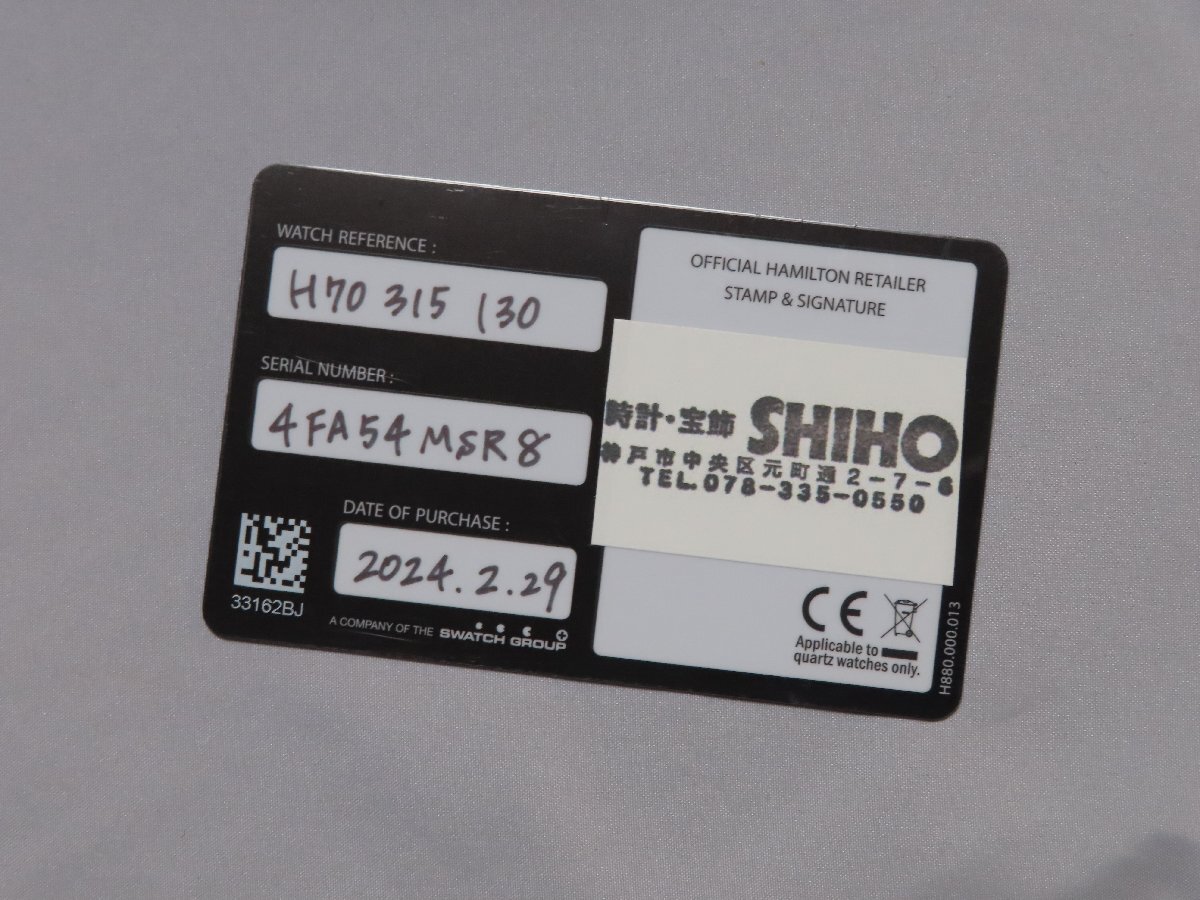 WATCH REFERENCE :
H70 315 130
SERIAL NUMBER :
4FA54MSR8
DATE OF PURCHASE :
2024.2.29
33162BJ
A COMPANY OF THE SWATCH GROUP
OFFICIAL HAMILTON RETAILER
STAMP & SIGNATURE
時計・宝飾 SHIHO
神戸市中央区元町通2-7-6
TEL.078-335-0550
CE
Applicable to
quartz watches only.
H880.000.013